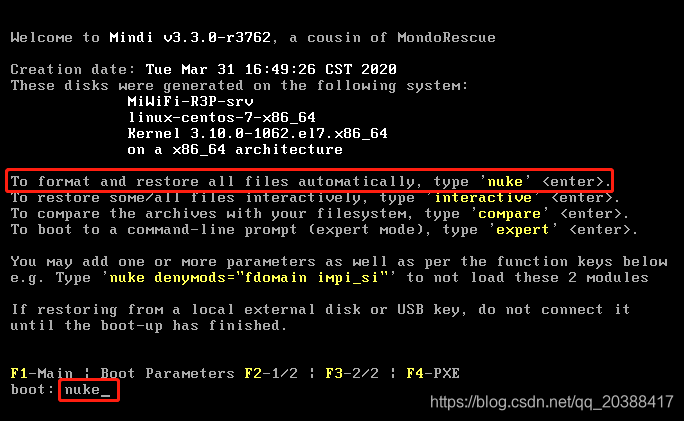 Welcome to Mindi v3.3.0-r3762, a cousin of MondoRescue
Creation date: Tue Mar 31 16:49:26 CST 2020
These disks were generated on the following system:
MiWiFi-R3P-srv
linux-centos-7-x86_64
Kernel 3.10.0-1062.el7.x86_64
on a x86_64 architecture
To format and restore all files automatically, type 'nuke' <enter>.
To restore some/all files interactively, type 'interactive' <enter>.
To compare the archives with your filesystem, type 'compare' <enter>.
To boot to a command-line prompt (expert mode), type 'expert' <enter>.
You may add one or more parameters as well as per the function keys below
e.g. Type 'nuke denymods="fdomain impi_si"' to not load these 2 modules
If restoring from a local external disk or USB key, do not connect it
until the boot-up has finished.
F1-Main ¦ Boot Parameters F2-1/2 ¦ F3-2/2 ¦ F4-PXE
boot: nuke_
https://blog.csdn.net/qq_20388417